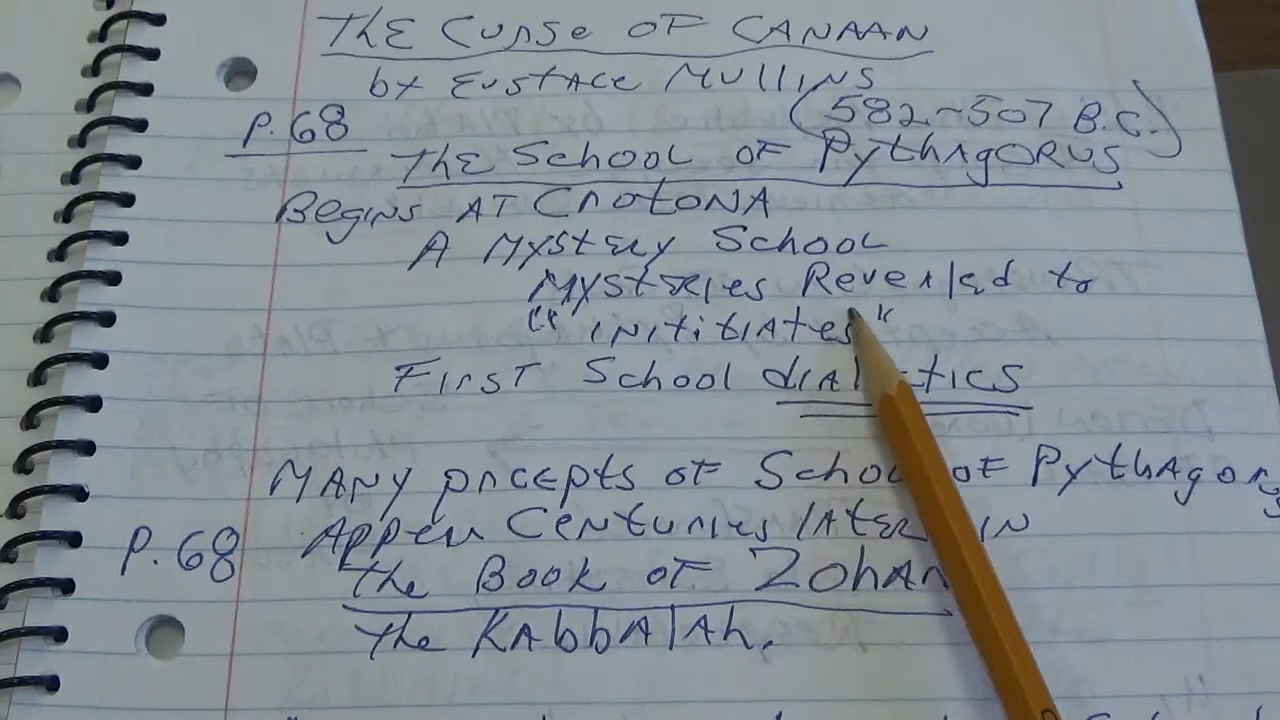 THE CURSE OF CANAAN
by EUSTACE MULLINS
(582-507 B.C.)
P.68
THE SCHOOL OF PYTHAGORUS
BEGINS AT CROTONA
A MYSTERY SCHOOL
MYSTERIES Revealed to
"INITITIATES"
FIRST SCHOOL
MANY precepts of School of Pythagorus
P.68 Appear Centuries later IN
the BOOK OF ZOHAR
the KAbbAlAh.